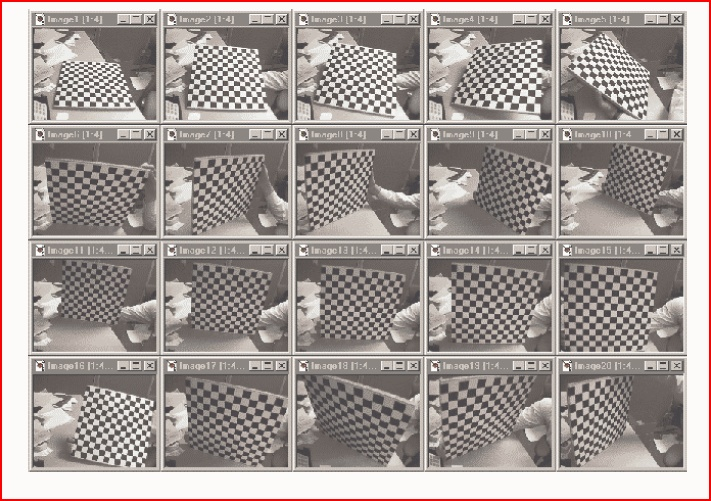 Image1 [1:4]
Image2 [1:4]
Image3 [1:4]
Image4 [1:4]
Image5 [1:4]
Image6 [1:4]
Image7 [1:4]
Image8 [1:4]
Image9 [1:4]
Image10 [1:4
Image11 [1:4...
Image12 [1:4...
Image13 [1:4...
Image14 [1:4...
Image15 [1:4...
Image16 [1:4...
Image17 [1:4...
Image18 [1:4...
Image19 [1:4...
Image20 [1:4...